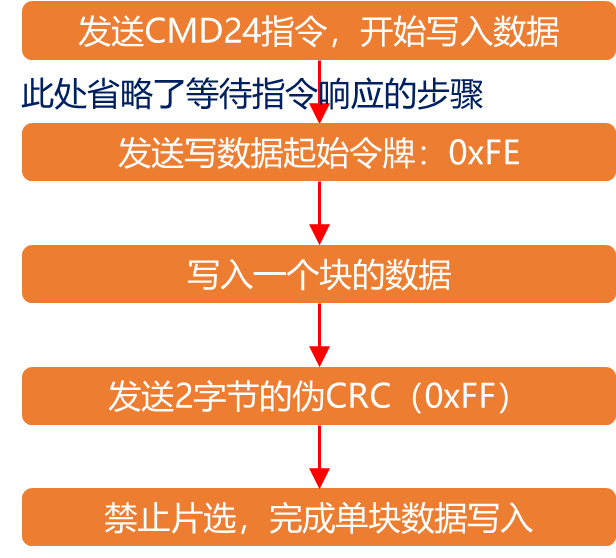 发送CMD24指令，开始写入数据
此处省略了等待指令响应的步骤
发送写数据起始令牌：0xFE
写入一个块的数据
发送2字节的伪CRC（0xFF）
禁止片选，完成单块数据写入